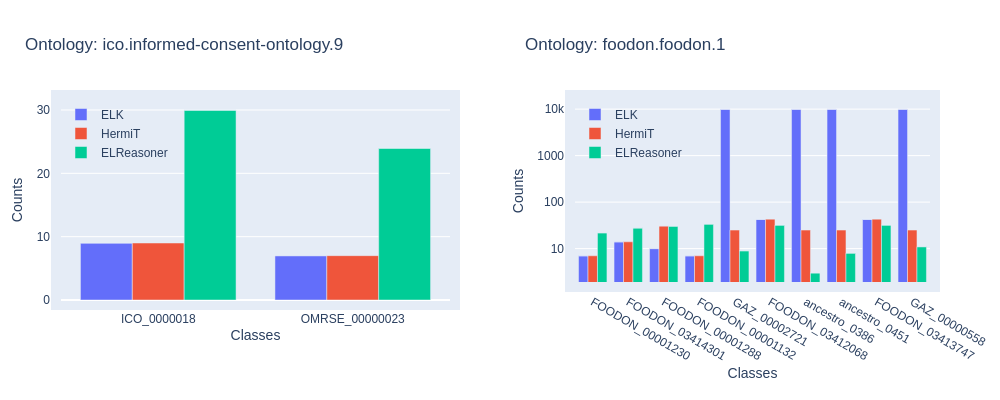 Ontology: ico.informed-consent-ontology.9
ELK
HermiT
ELReasoner
30
20
10
0
Counts
ICO_0000018
OMRSE_00000023
Classes
Ontology: foodon.foodon.1
ELK
HermiT
ELReasoner
10k
1000
100
10
Counts
FOODON_00001230
FOODON_03414301
FOODON_00001288
FOODON_00001132
GAZ_00002721
FOODON_03412068
ancestro_0386
ancestro_0451
FOODON_03413747
GAZ_00000558
Classes